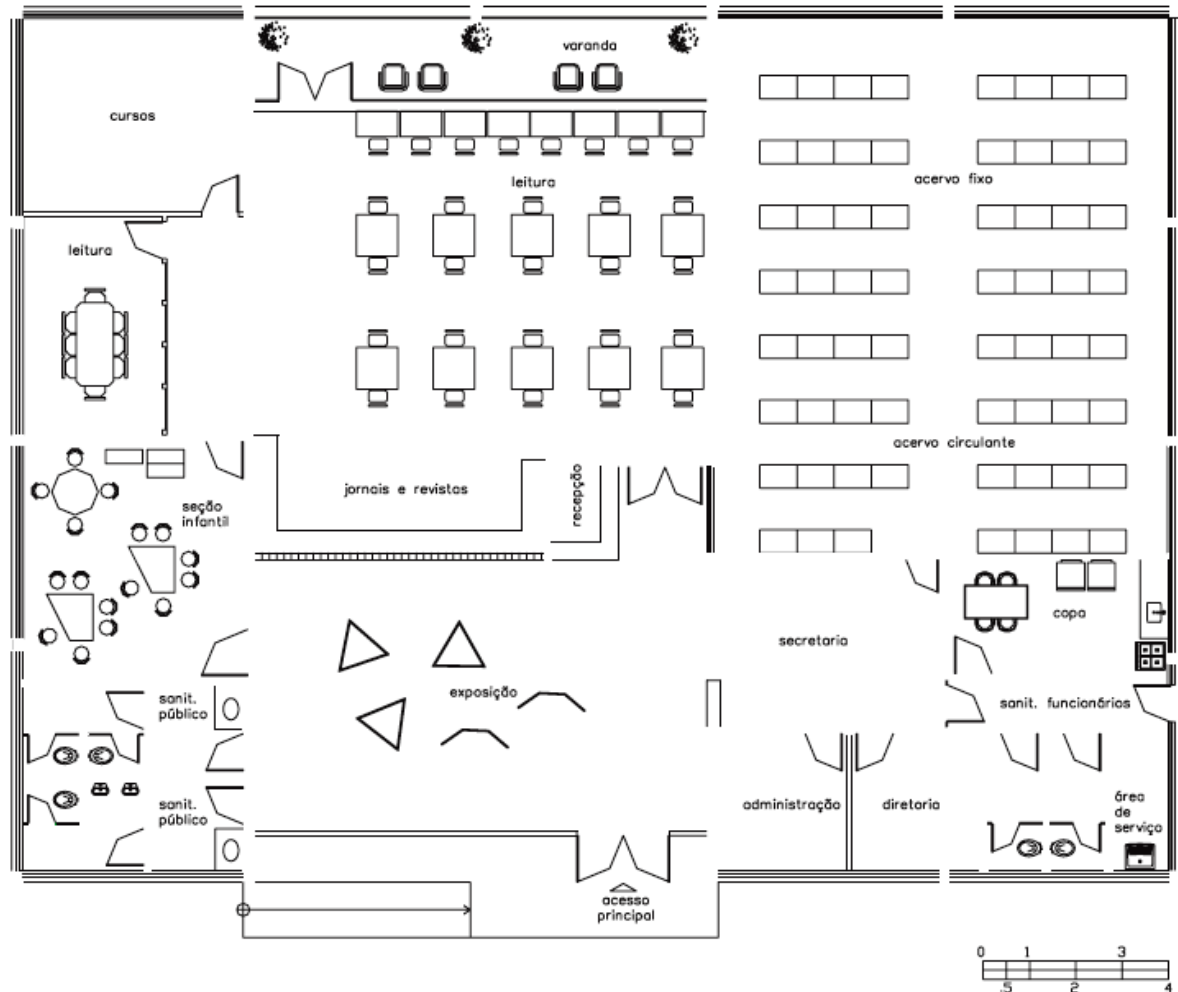 varanda
cursos
leitura
acervo fixo
leitura
acervo circulante
jornais e revistas
recepção
seção
infantil
copa
secretaria
exposição
sanit.
público
sanit. funcionários
sanit.
público
administração
diretoria
área
de
serviço
acesso
principal
0 1 3
.5 2 4